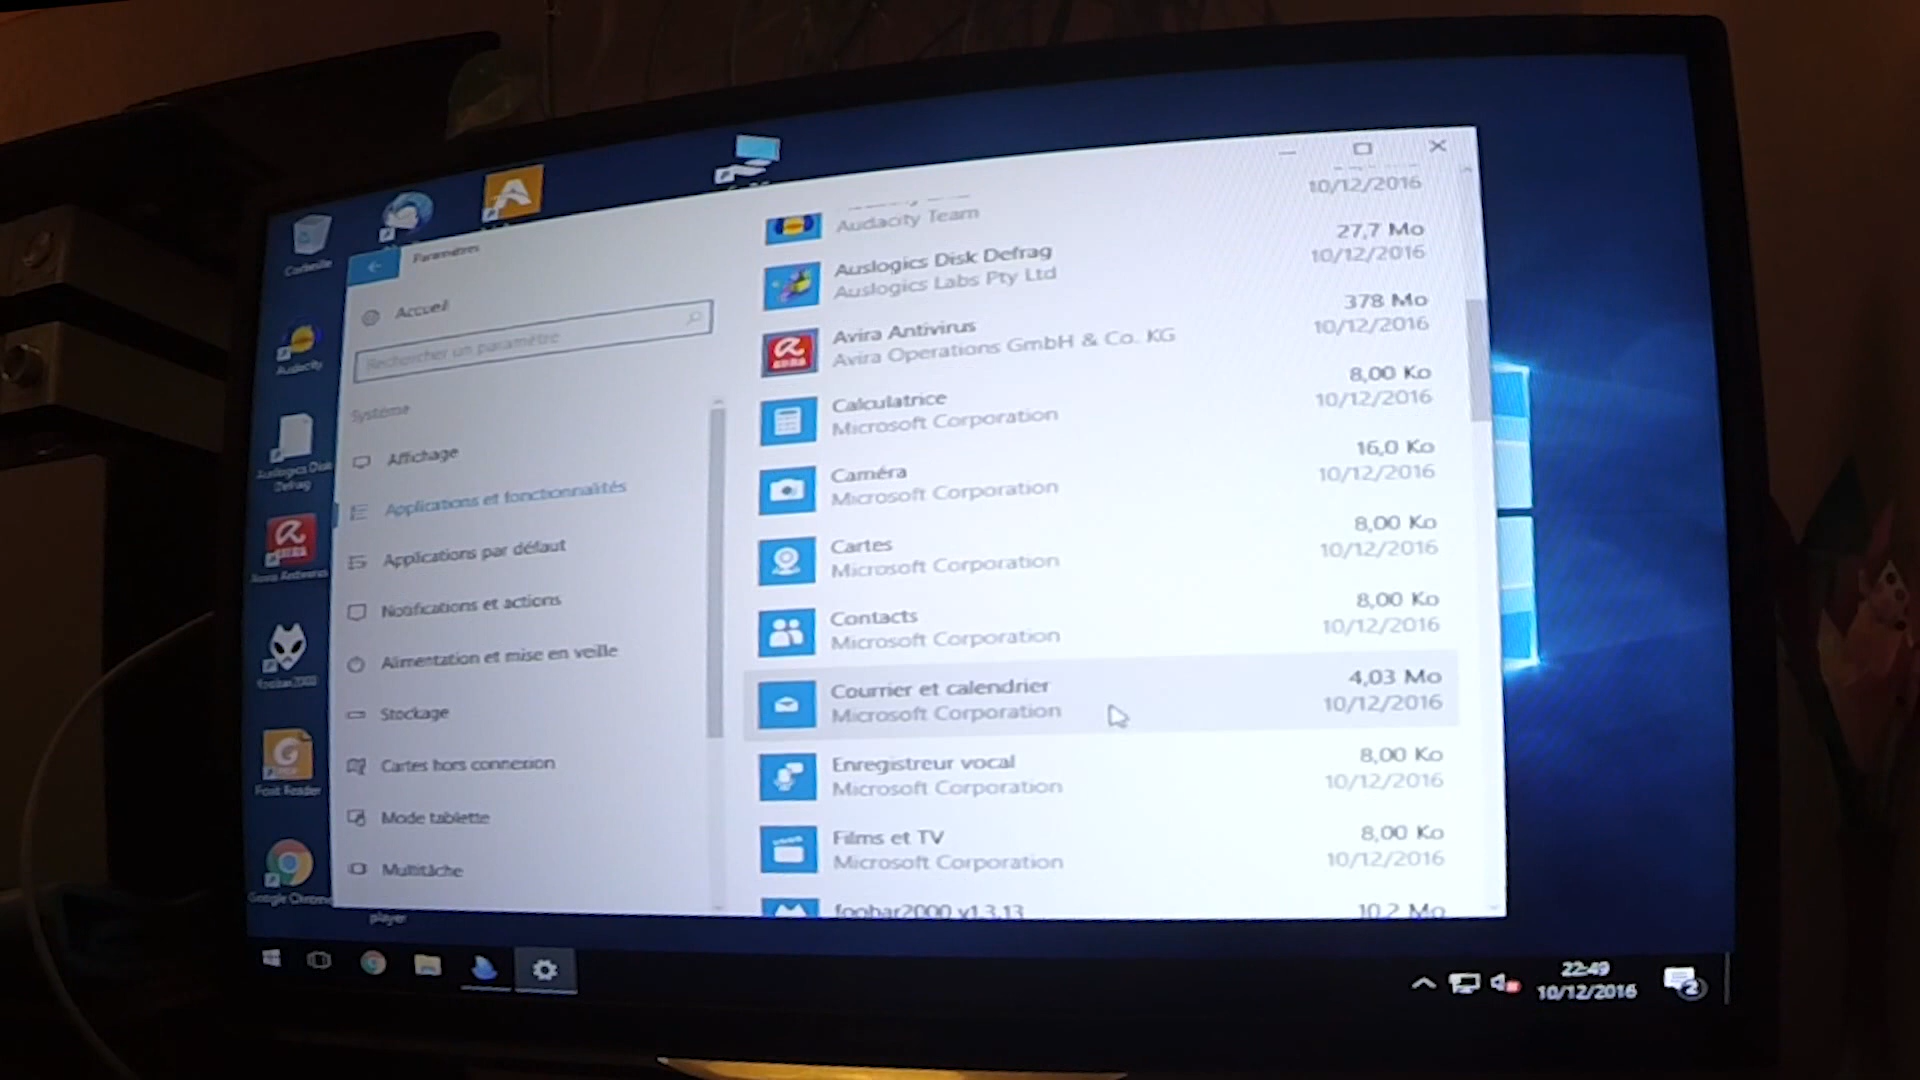 Corbeille
Audacity
Auslogics Disk
Defrag
AVIRA
Avira Antivirus
foobar2000
Foxit Reader
Google Chrome
player
Paramètres
Accueil
Rechercher un paramètre
Système
Affichage
Applications et fonctionnalités
Applications par défaut
Notifications et actions
Alimentation et mise en veille
Stockage
Cartes hors connexion
Mode tablette
Multitâche
Audacity Team
10/12/2016
Auslogics Disk Defrag 27,7 Mo
Auslogics Labs Pty Ltd 10/12/2016
AVIRA
Avira Antivirus 378 Mo
Avira Operations GmbH & Co. KG 10/12/2016
Calculatrice 8,00 Ko
Microsoft Corporation 10/12/2016
Caméra 16,0 Ko
Microsoft Corporation 10/12/2016
Cartes 8,00 Ko
Microsoft Corporation 10/12/2016
Contacts 8,00 Ko
Microsoft Corporation 10/12/2016
Courrier et calendrier 4,03 Mo
Microsoft Corporation 10/12/2016
Enregistreur vocal 8,00 Ko
Microsoft Corporation 10/12/2016
Films et TV 8,00 Ko
Microsoft Corporation 10/12/2016
foobar2000 v1.3.13 10,2 Mo
22:49
10/12/2016
2